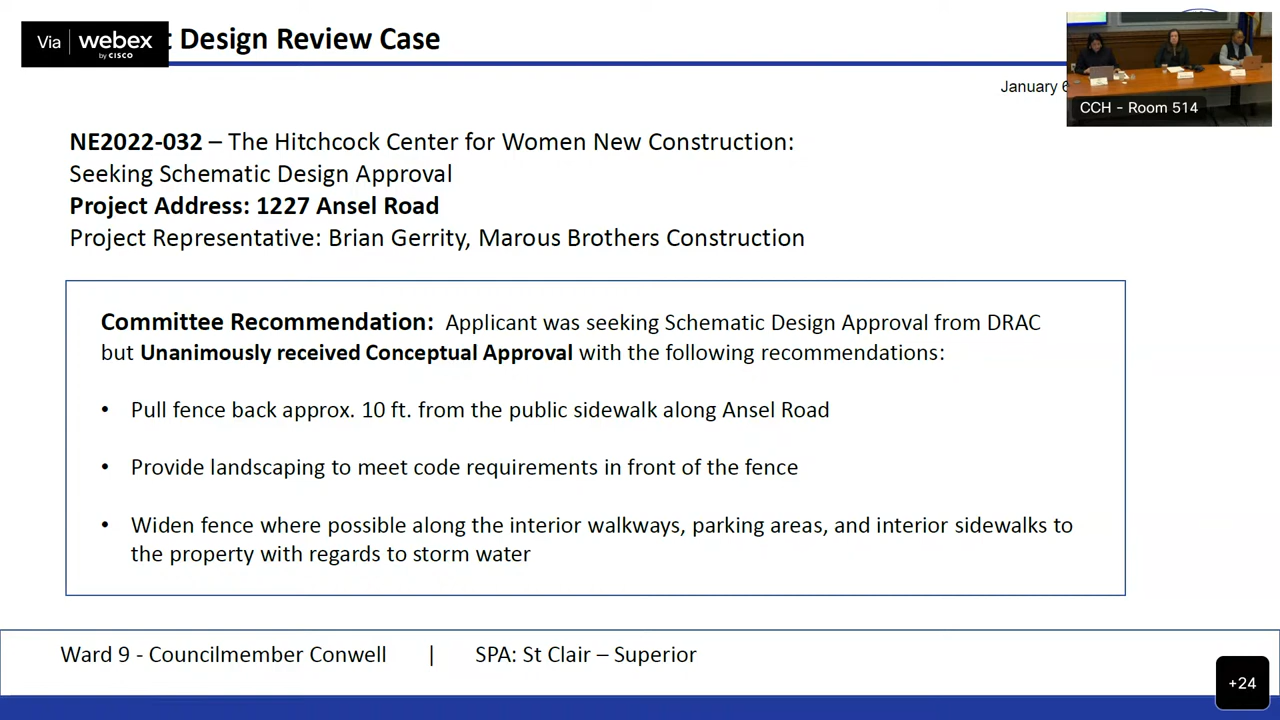 Via webex
by CISCO
Design Review Case
January 6
CCH - Room 514
NE2022-032 – The Hitchcock Center for Women New Construction:
Seeking Schematic Design Approval
Project Address: 1227 Ansel Road
Project Representative: Brian Gerrity, Marous Brothers Construction
Committee Recommendation: Applicant was seeking Schematic Design Approval from DRAC
but Unanimously received Conceptual Approval with the following recommendations:
• Pull fence back approx. 10 ft. from the public sidewalk along Ansel Road
• Provide landscaping to meet code requirements in front of the fence
• Widen fence where possible along the interior walkways, parking areas, and interior sidewalks to
the property with regards to storm water
Ward 9 - Councilmember Conwell | SPA: St Clair – Superior
+24